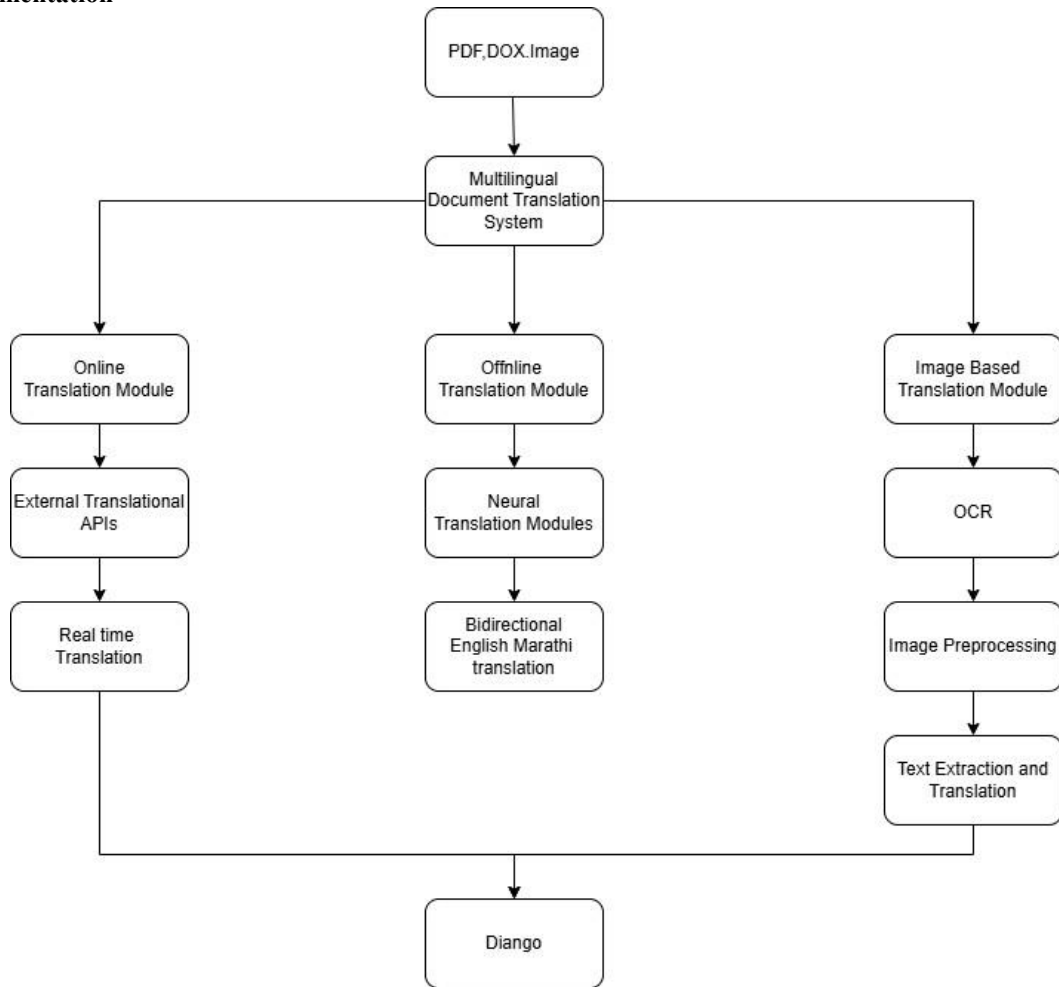 PDF,DOX.Image
Multilingual
Document Translation
System
Online
Translation Module
Offnline
Translation Module
Image Based
Translation Module
External Translational
APIs
Neural
Translation Modules
OCR
Real time
Translation
Bidirectional
English Marathi
translation
Image Preprocessing
Text Extraction and
Translation
Diango